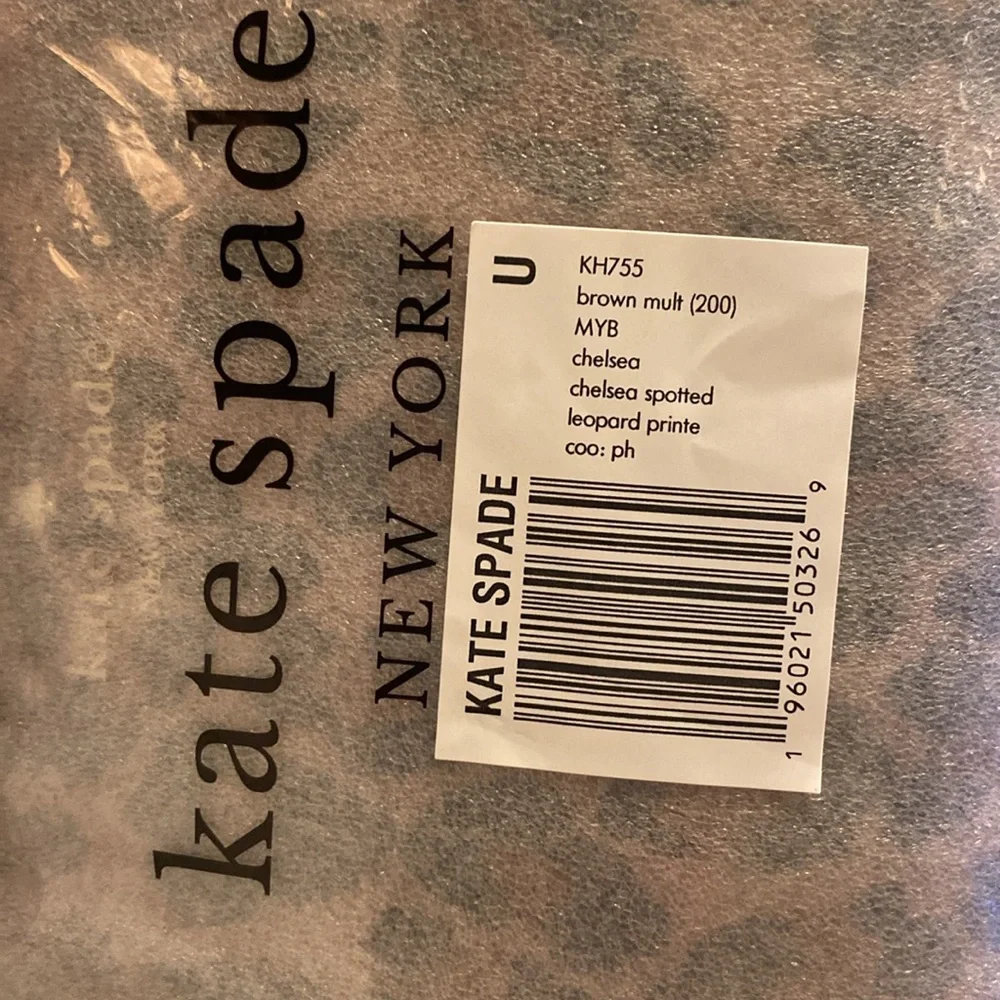 kate spade
NEW YORK
U
KH755
brown mult (200)
MYB
chelsea
chelsea spotted
leopard printe
coo: ph
KATE SPADE
1 96021 50326 9
spade